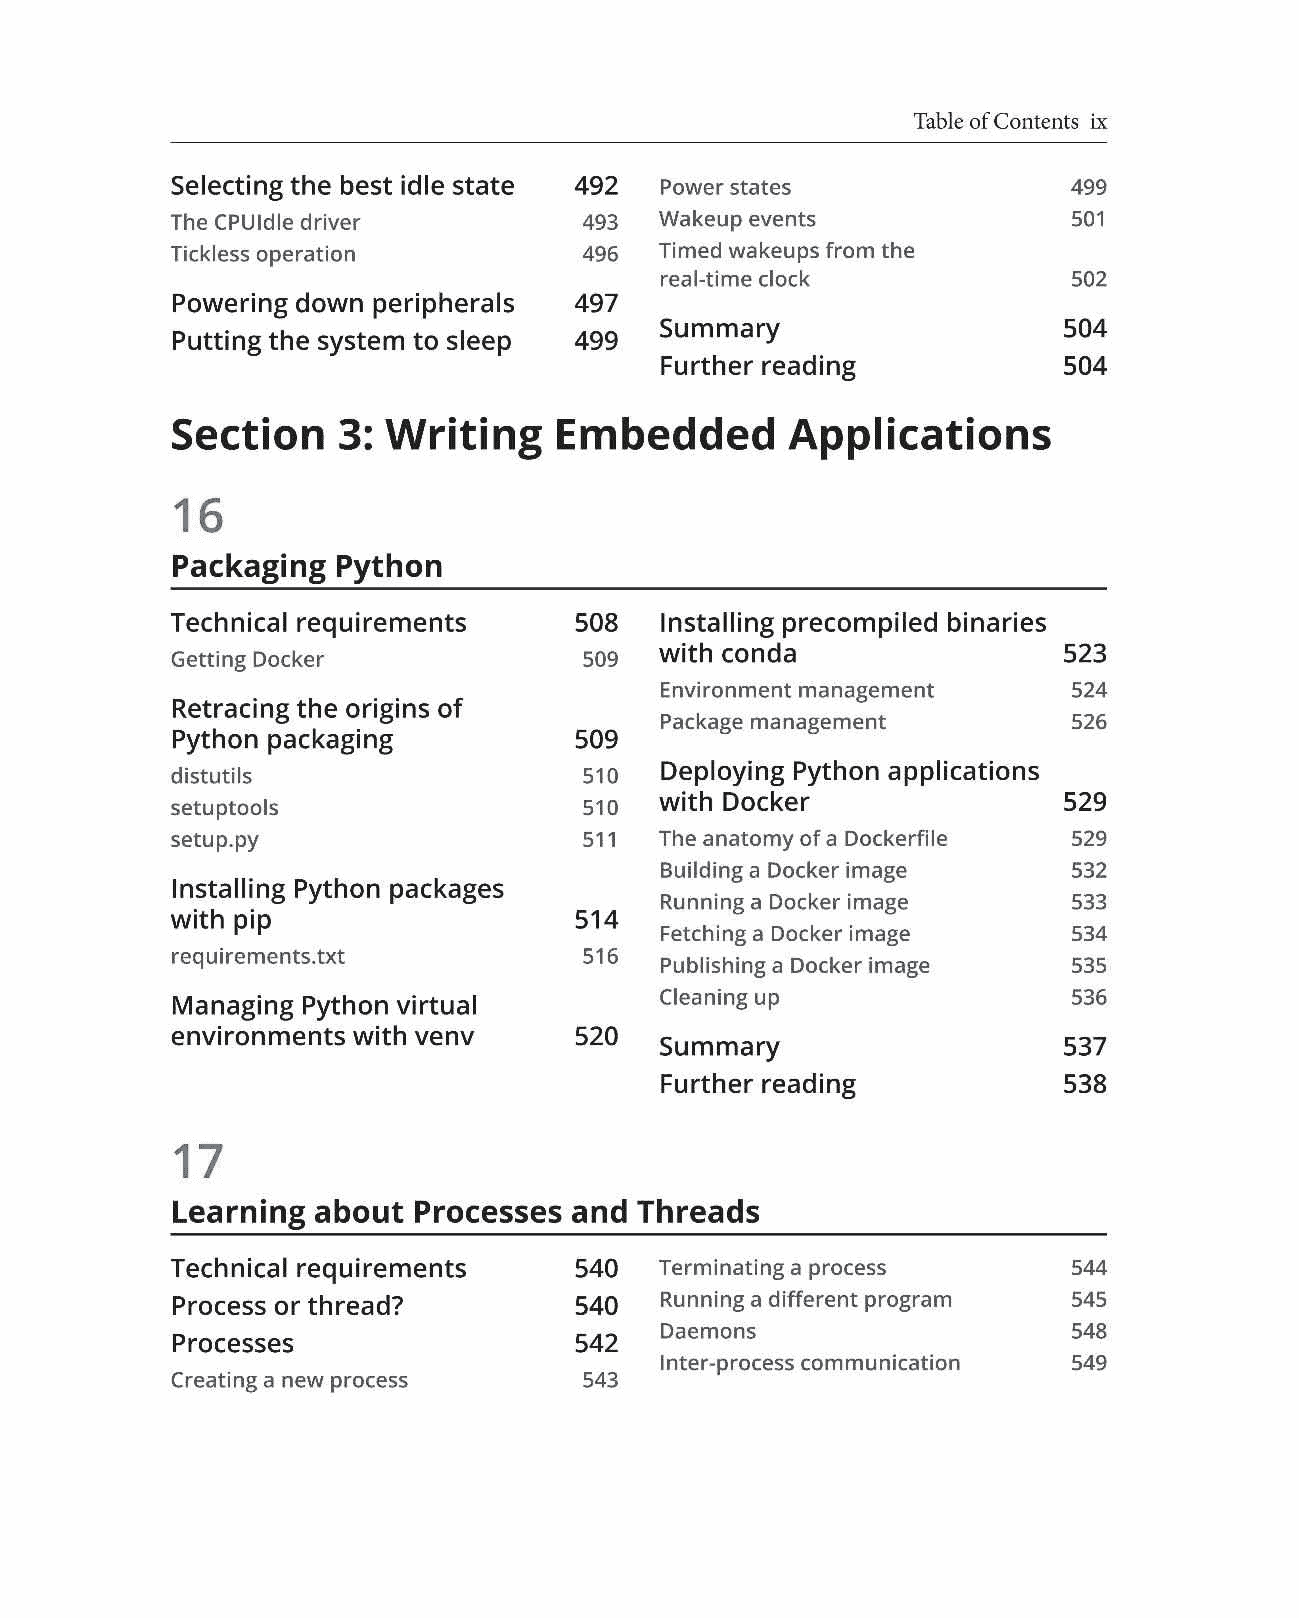 Table of Contents ix
Selecting the best idle state 492
The CPUIdle driver 493
Tickless operation 496
Powering down peripherals 497
Putting the system to sleep 499
Power states 499
Wakeup events 501
Timed wakeups from the
real-time clock 502
Summary 504
Further reading 504
Section 3: Writing Embedded Applications
16
Packaging Python
Technical requirements 508
Getting Docker 509
Retracing the origins of
Python packaging 509
distutils 510
setuptools 510
setup.py 511
Installing Python packages
with pip 514
requirements.txt 516
Managing Python virtual
environments with venv 520
Installing precompiled binaries
with conda 523
Environment management 524
Package management 526
Deploying Python applications
with Docker 529
The anatomy of a Dockerfile 529
Building a Docker image 532
Running a Docker image 533
Fetching a Docker image 534
Publishing a Docker image 535
Cleaning up 536
Summary 537
Further reading 538
17
Learning about Processes and Threads
Technical requirements 540
Process or thread? 540
Processes 542
Creating a new process 543
Terminating a process 544
Running a different program 545
Daemons 548
Inter-process communication 549